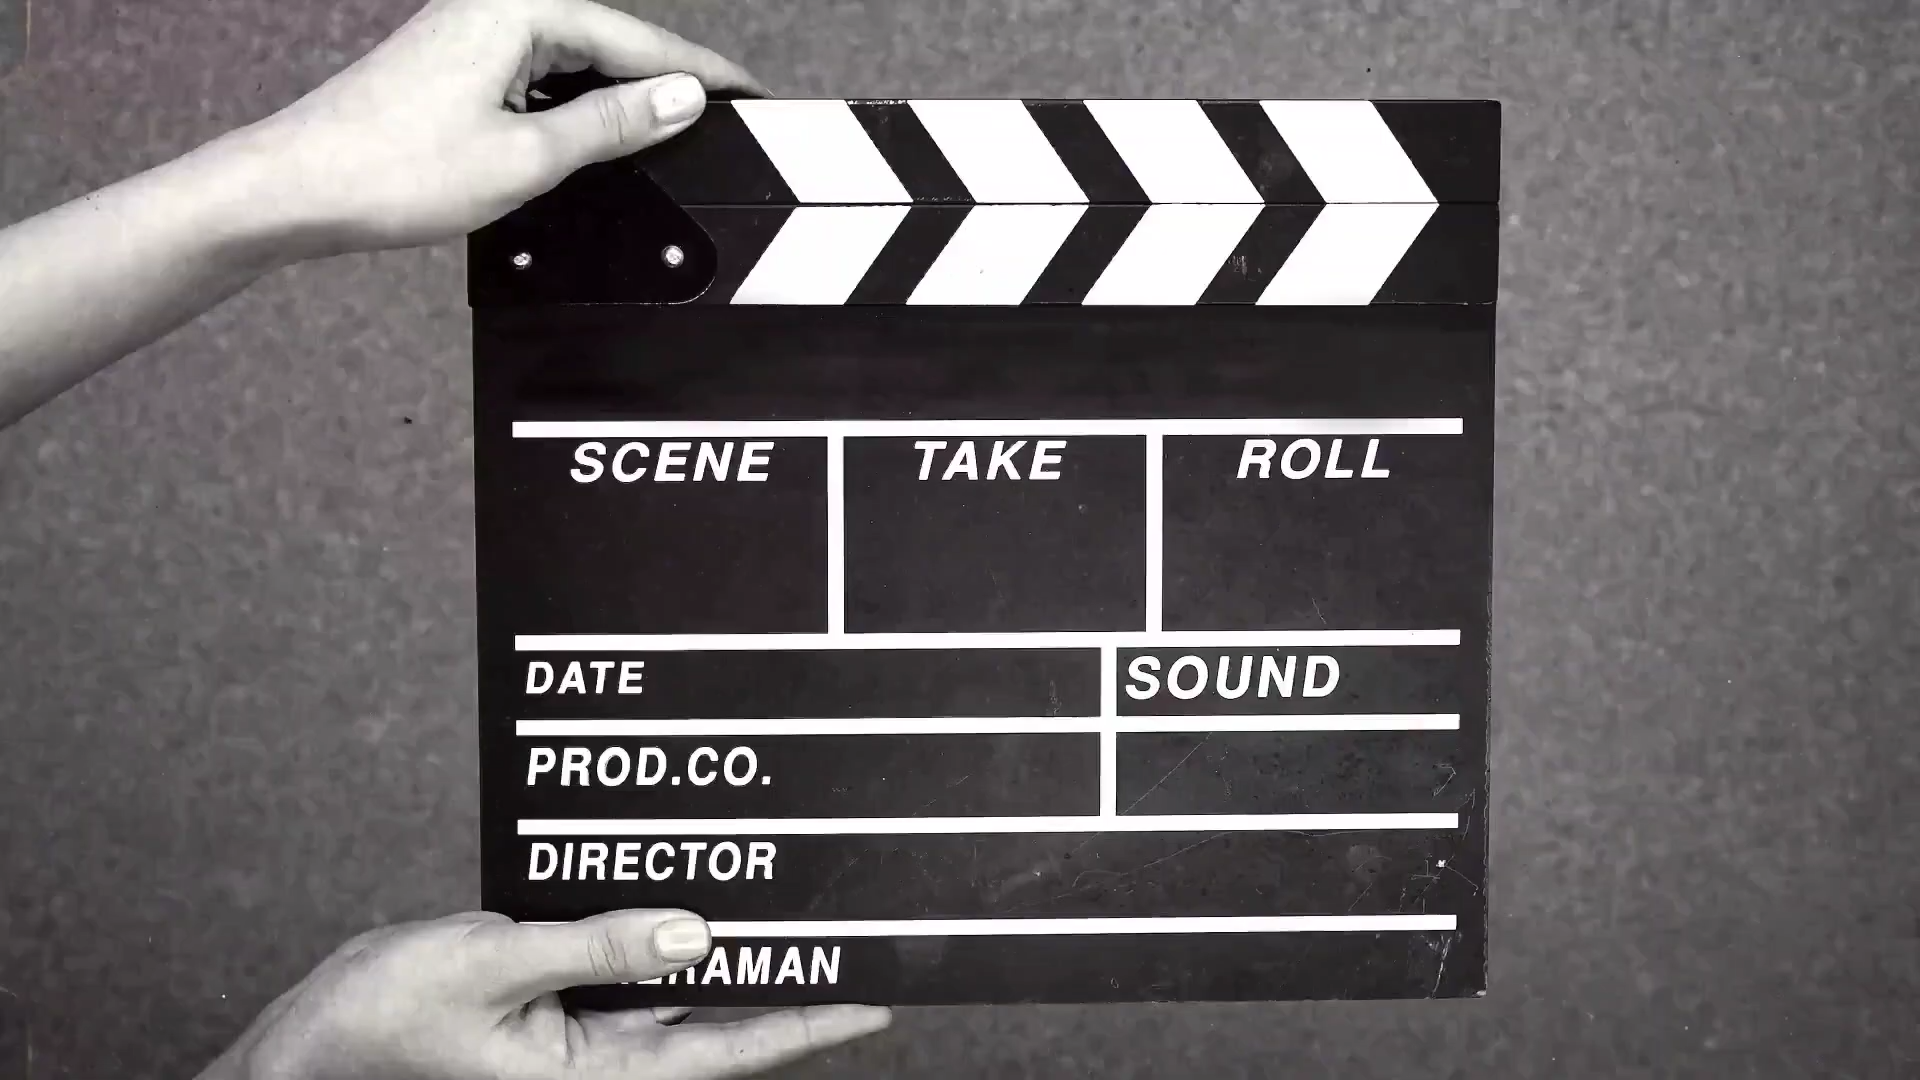 SCENE TAKE ROLL
DATE SOUND
PROD.CO.
DIRECTOR
ERAMAN